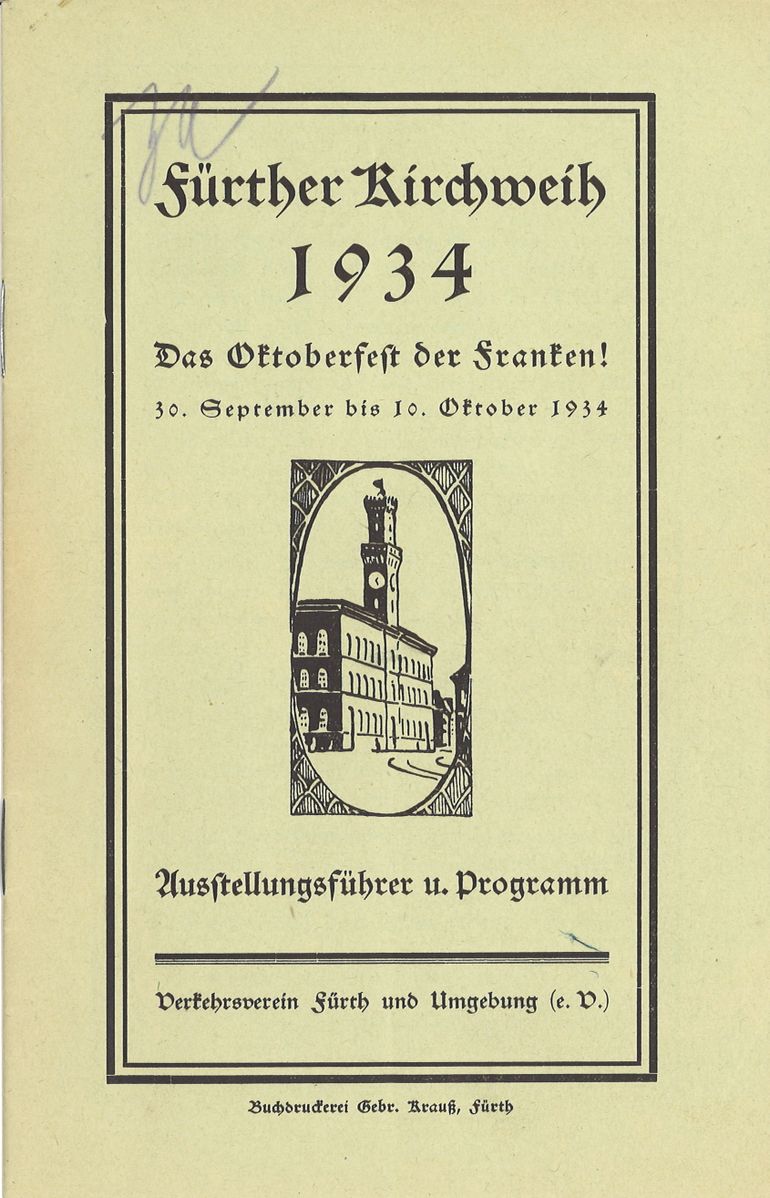 Fürther Kirchweih
1934
Das Oktoberfest der Franken!
30. September bis 10. Oktober 1934
Ausstellungsführer u. Programm
Verkehrsverein Fürth und Umgebung (e. V.)
Buchdruckerei Gebr. Krauß, Fürth